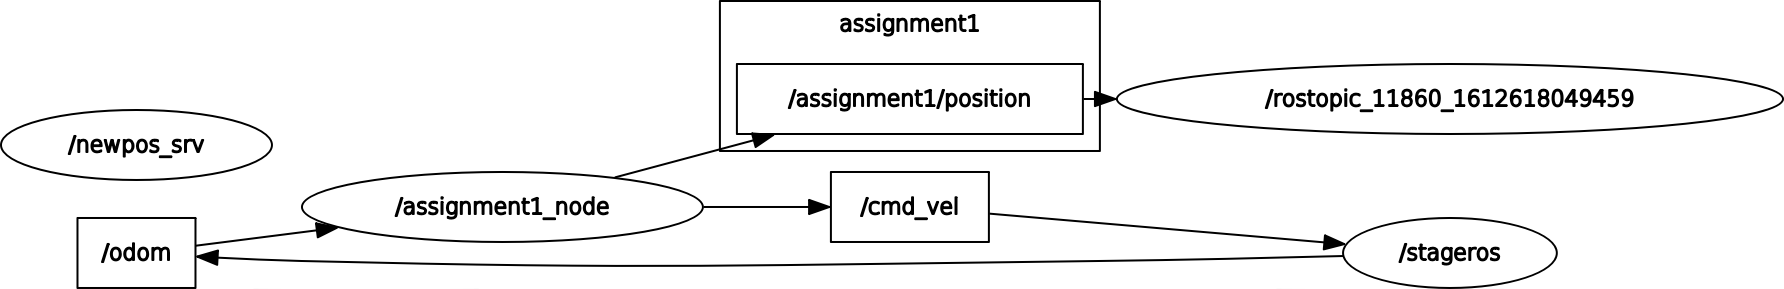 assignment1
/assignment1/position
/rostopic_11860_1612618049459
/newpos_srv
/assignment1_node
/cmd_vel
/odom
/stageros